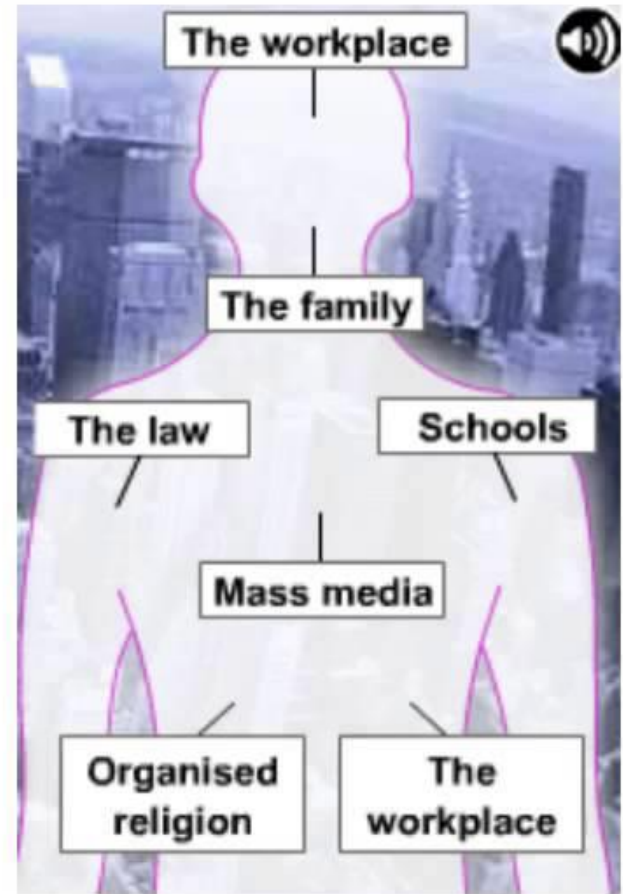 The workplace
The family
The law
Schools
Mass media
Organised
religion
The
workplace